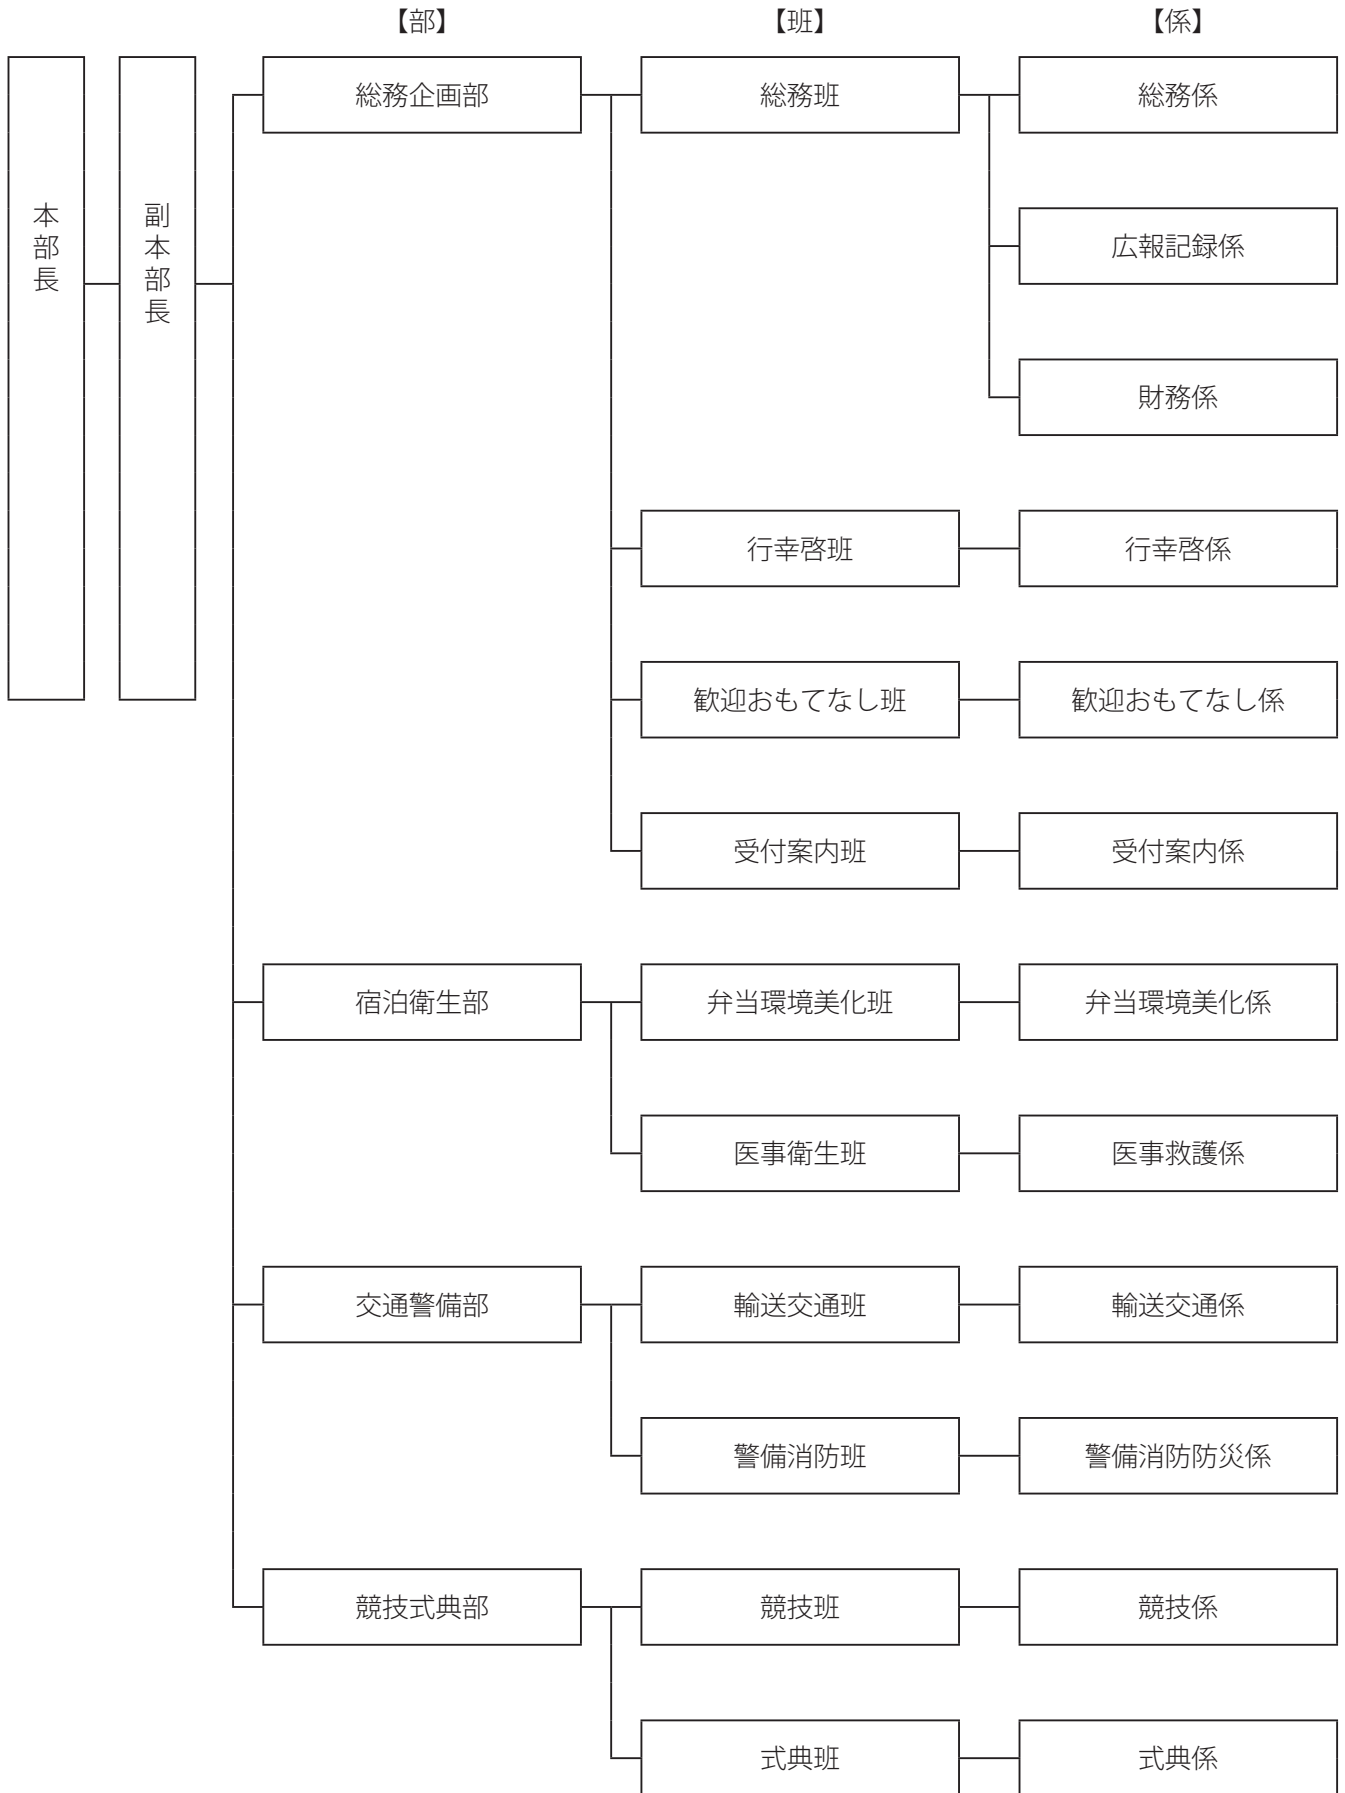 【部】 【班】 【係】
本部長
副本部長
総務企画部 総務班 総務係
広報記録係
財務係
行幸啓班 行幸啓係
歓迎おもてなし班 歓迎おもてなし係
受付案内班 受付案内係
宿泊衛生部 弁当環境美化班 弁当環境美化係
医事衛生班 医事救護係
交通警備部 輸送交通班 輸送交通係
警備消防班 警備消防防災係
競技式典部 競技班 競技係
式典班 式典係